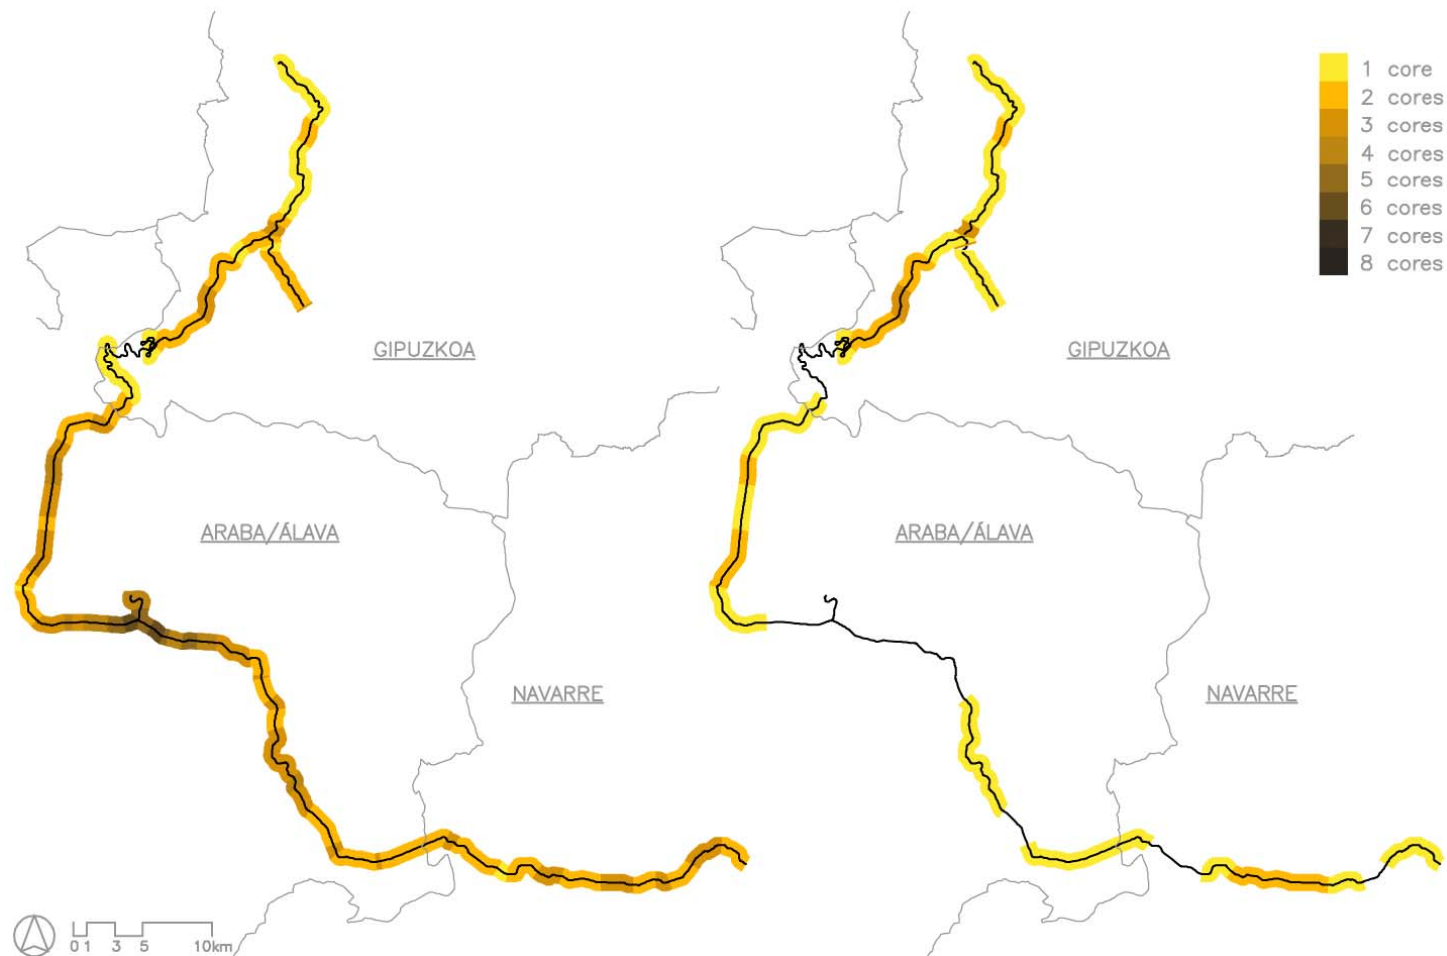 1 core
2 cores
3 cores
4 cores
5 cores
6 cores
7 cores
8 cores
GIPUZKOA
GIPUZKOA
ARABA/ÁLAVA
ARABA/ÁLAVA
NAVARRE
NAVARRE
0 1 3 5 10km